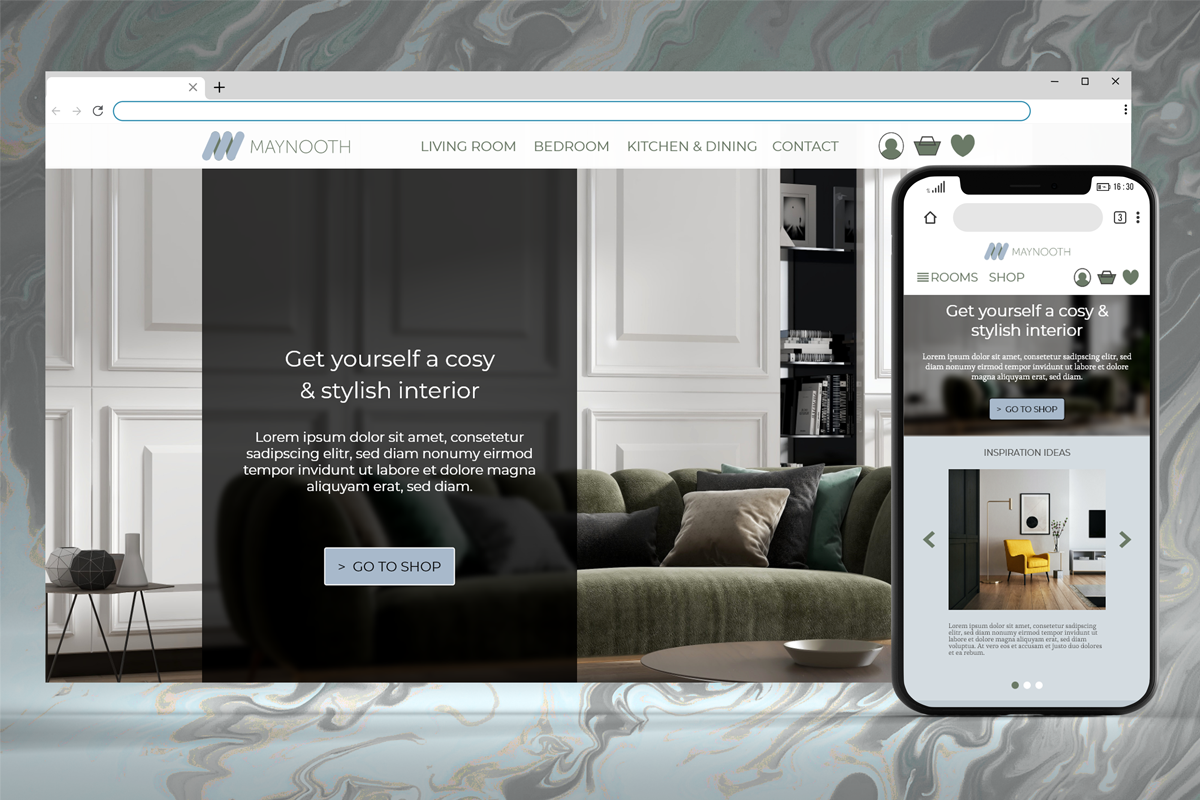 MAYNOOTH
LIVING ROOM
BEDROOM
KITCHEN & DINING
CONTACT
Get yourself a cosy
& stylish interior
Lorem ipsum dolor sit amet, consetetur
sadipscing elitr, sed diam nonumy eirmod
tempor invidunt ut labore et dolore magna
aliquyam erat, sed diam.
> GO TO SHOP
16:30
3
MAYNOOTH
ROOMS
SHOP
Get yourself a cosy &
stylish interior
Lorem ipsum dolor sit amet, consetetur sadipscing elitr, sed
diam nonumy eirmod tempor invidunt ut labore et dolore
magna aliquyam erat, sed diam.
> GO TO SHOP
INSPIRATION IDEAS
Lorem ipsum dolor sit amet, consetetur sadipscing
elitr, sed diam nonumy eirmod tempor invidunt ut
labore et dolore magna aliquyam erat, sed diam
voluptua. At vero eos et accusam et justo duo dolores
et ea rebum.